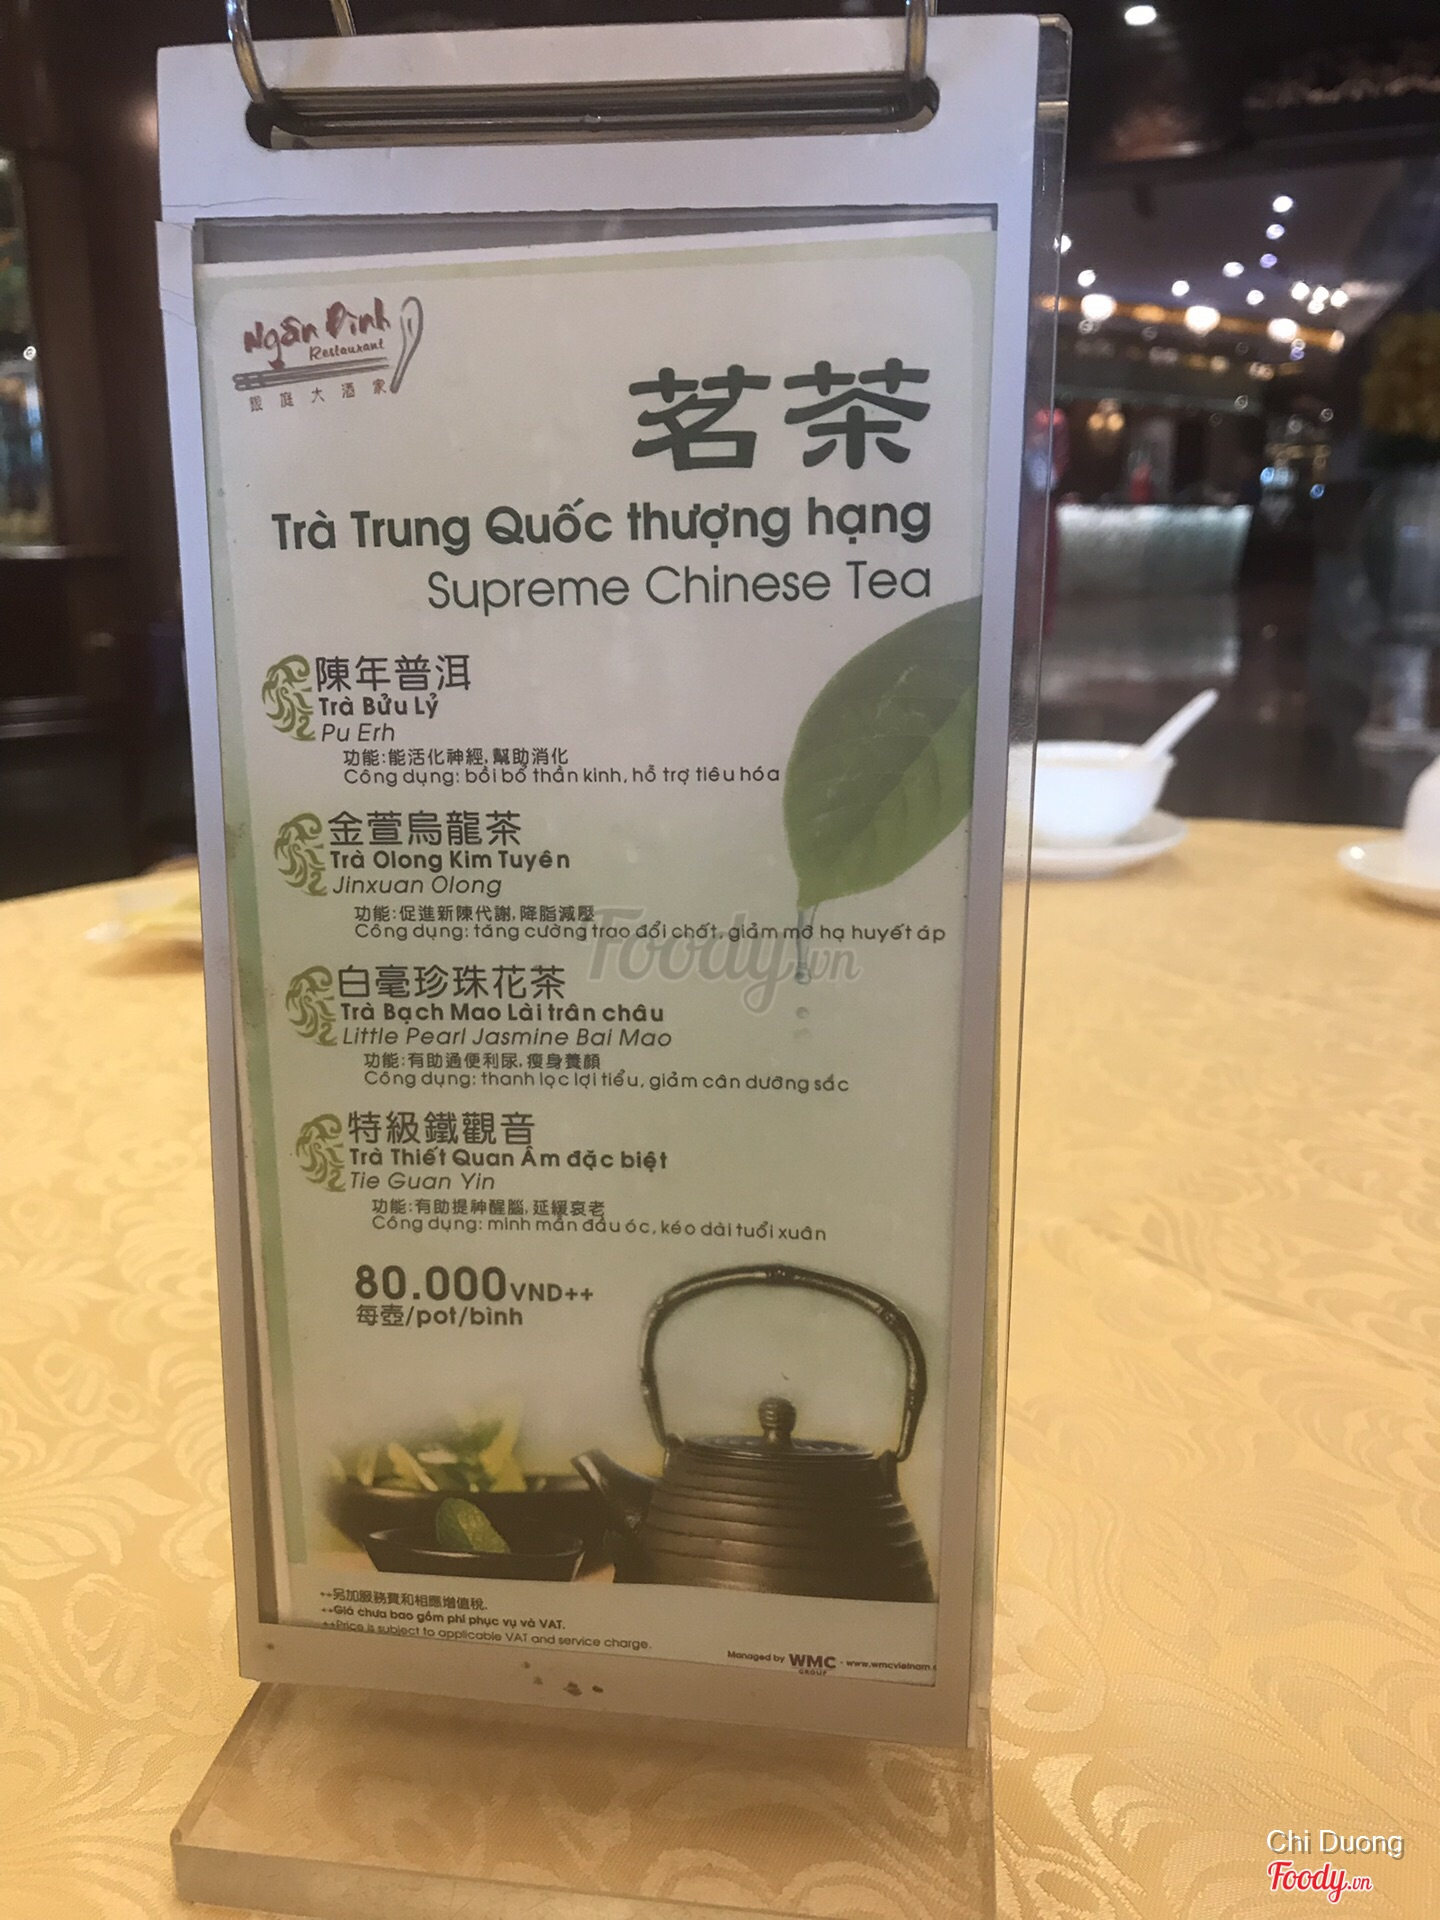 Ngân Đình
Restaurant
銀庭大酒家
茗茶
Trà Trung Quốc thượng hạng
Supreme Chinese Tea
陳年普洱
Trà Bửu Lỷ
Pu Erh
功能:能活化神經,幫助消化
Công dụng: bồi bổ thần kinh, hỗ trợ tiêu hóa
金萱烏龍茶
Trà Olong Kim Tuyên
Jinxuan Olong
功能:促進新陳代謝,降脂減壓
Công dụng: tăng cường trao đổi chất, giảm mỡ hạ huyết áp
白毫珍珠花茶
Trà Bạch Mao Lài trân châu
Little Pearl Jasmine Bai Mao
功能:有助通便利尿,瘦身養顏
Công dụng: thanh lọc lợi tiểu, giảm cân dưỡng sắc
特級鐵觀音
Trà Thiết Quan Âm đặc biệt
Tie Guan Yin
功能:有助提神醒腦,延緩衰老
Công dụng: minh mẫn đầu óc, kéo dài tuổi xuân
80.000VND++
每壺/pot/bình
++另加服務費和相應增值稅.
++Giá chưa bao gồm phí phục vụ và VAT.
++Price is subject to applicable VAT and service charge.
Managed by WMC GROUP - www.wmcvietnam.c
Foody.vn
Chi Duong
Foody.vn